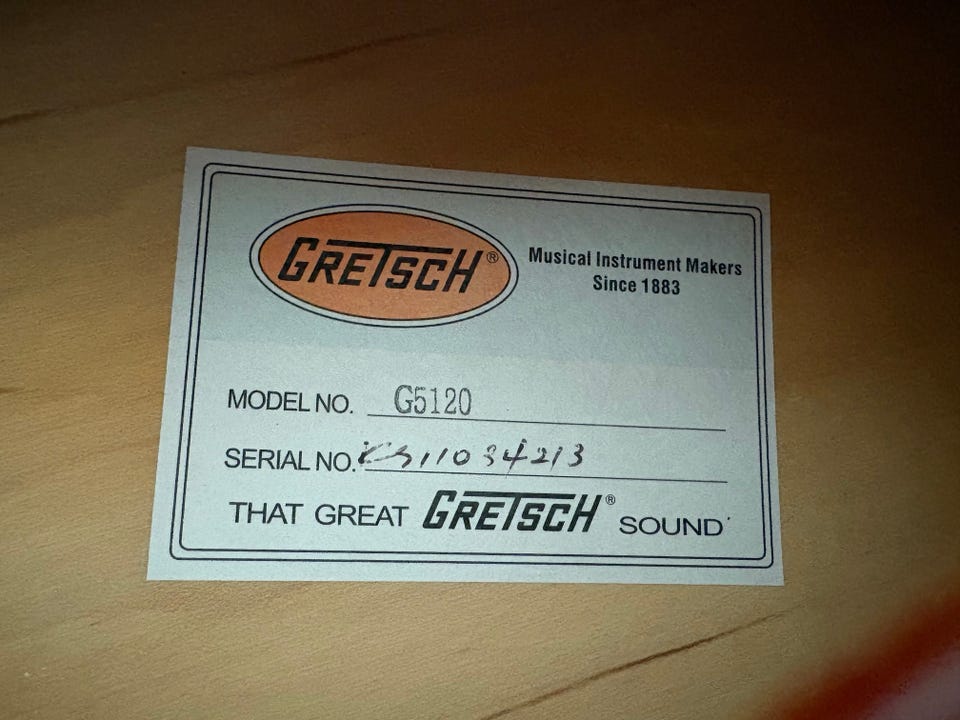 GRETSCH®
Musical Instrument Makers
Since 1883
MODEL NO. G5120
SERIAL NO. KS11034213
THAT GREAT GRETSCH® SOUND